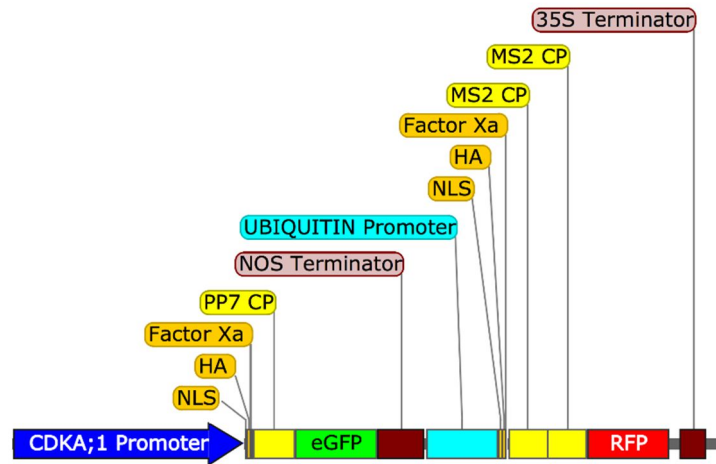 35S Terminator
MS2 CP
MS2 CP
Factor Xa
HA
NLS
UBIQUITIN Promoter
NOS Terminator
PP7 CP
Factor Xa
HA
NLS
CDKA;1 Promoter
eGFP
RFP